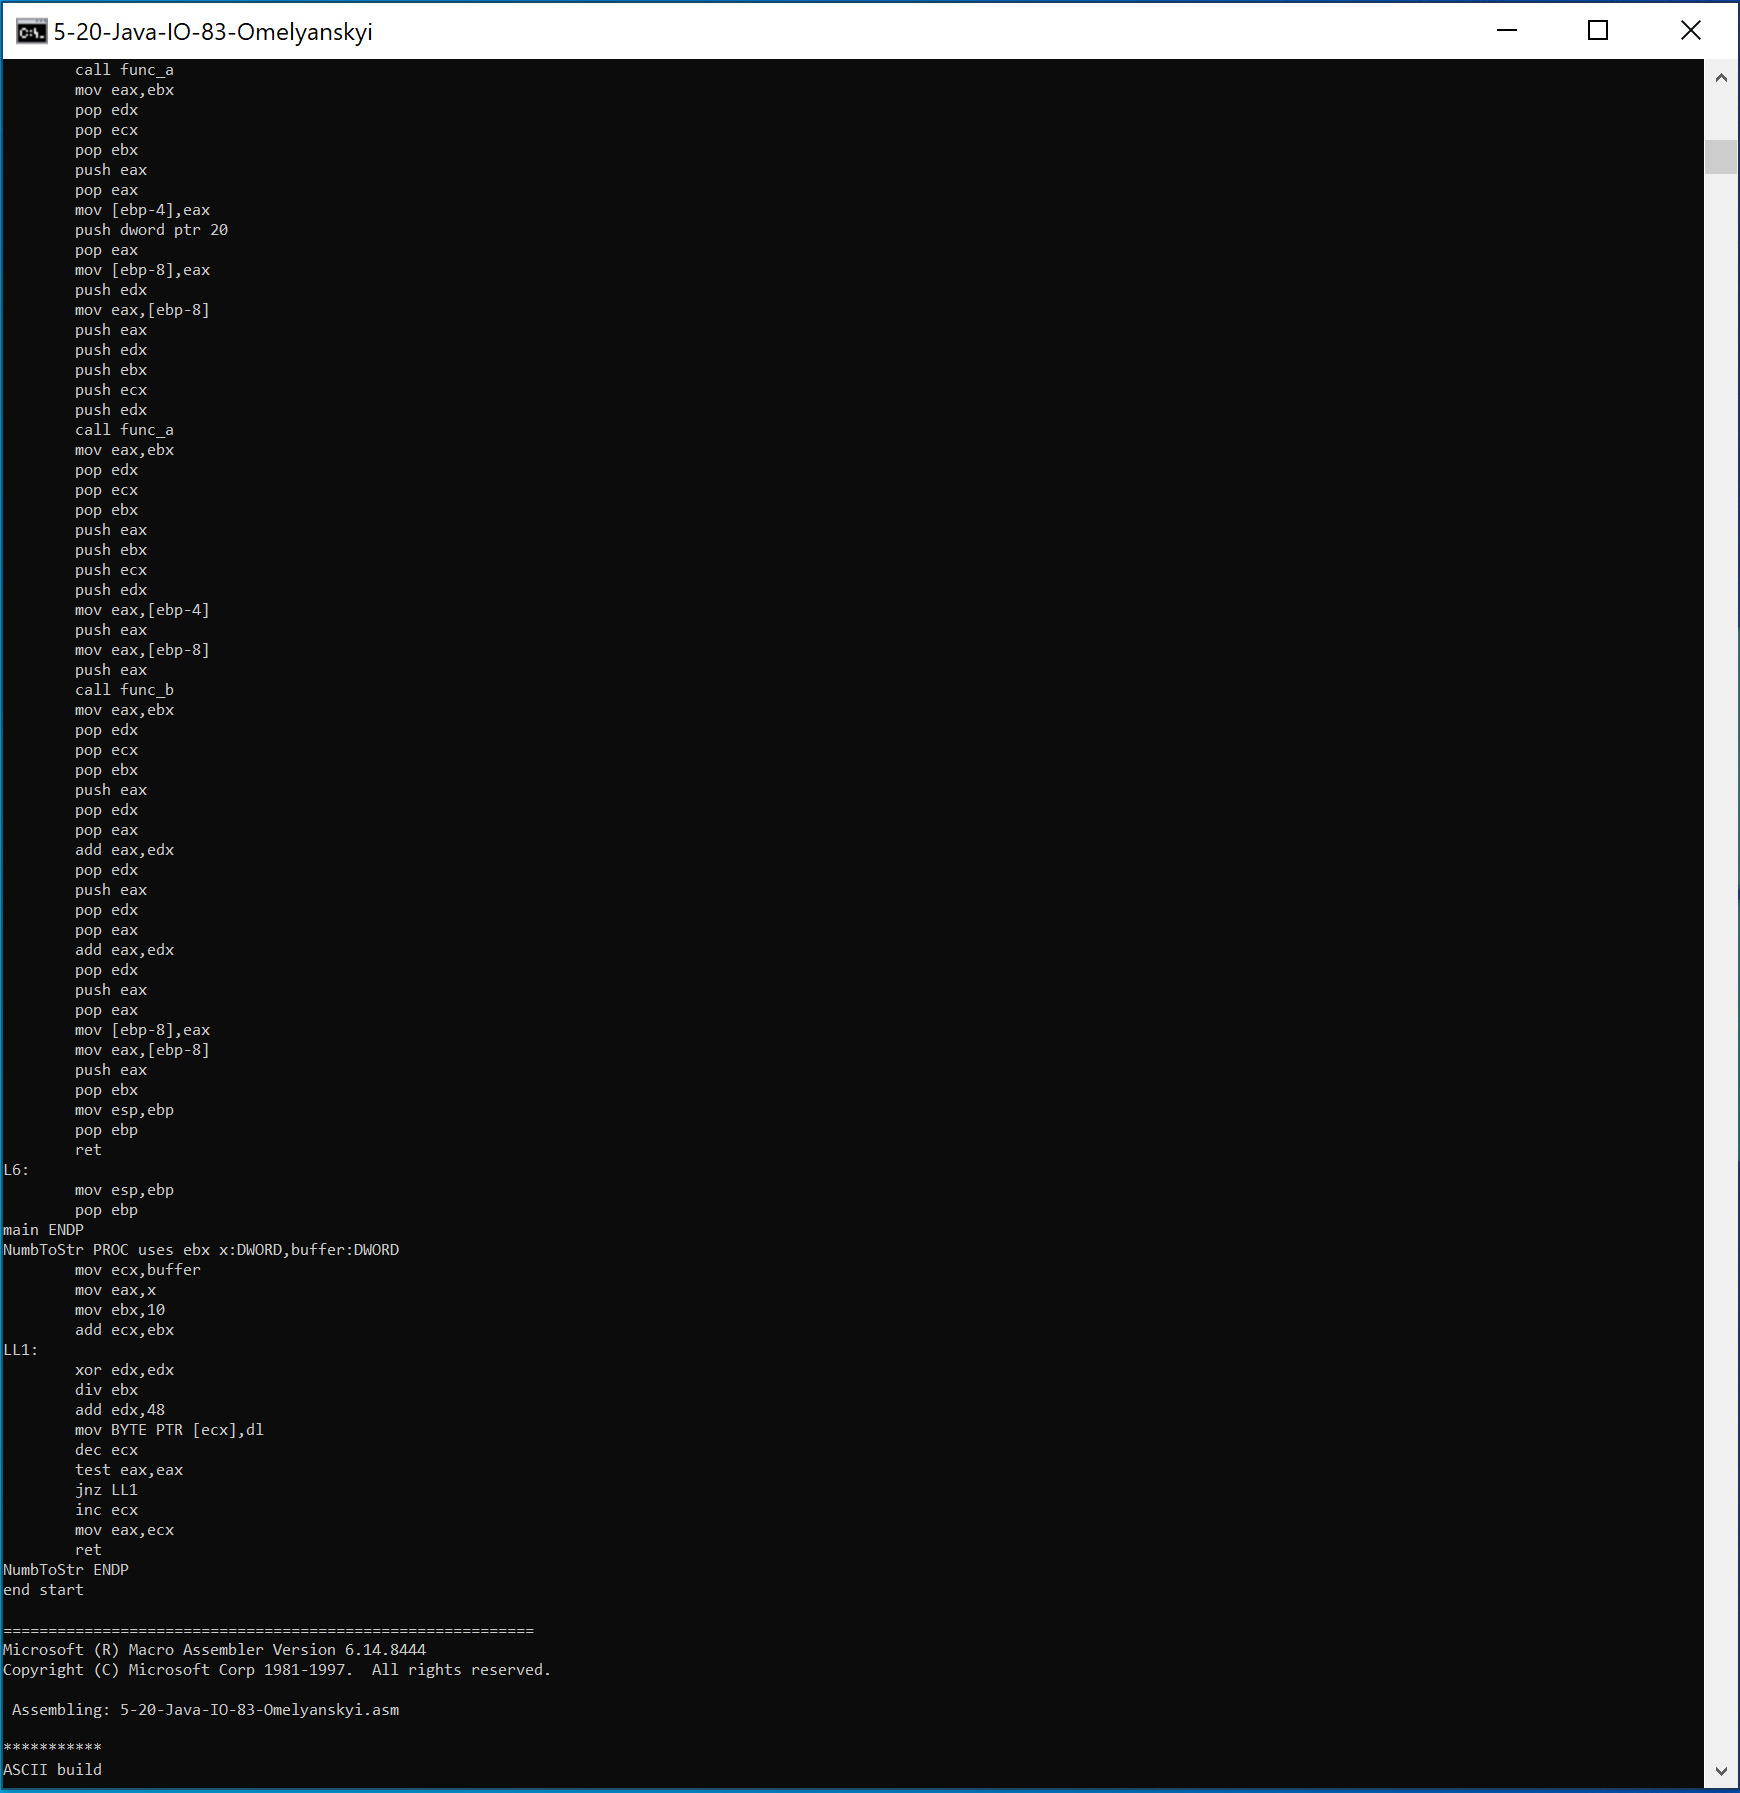 5-20-Java-IO-83-Omelyanskyi
call func_a
mov eax,ebx
pop edx
pop ecx
pop ebx
push eax
pop eax
mov [ebp-4],eax
push dword ptr 20
pop eax
mov [ebp-8],eax
push edx
mov eax,[ebp-8]
push eax
push edx
push ebx
push ecx
push edx
call func_a
mov eax,ebx
pop edx
pop ecx
pop ebx
push eax
push ebx
push ecx
push edx
mov eax,[ebp-4]
push eax
mov eax,[ebp-8]
push eax
call func_b
mov eax,ebx
pop edx
pop ecx
pop ebx
push eax
pop edx
pop eax
add eax,edx
pop edx
push eax
pop edx
pop eax
add eax,edx
pop edx
push eax
pop eax
mov [ebp-8],eax
mov eax,[ebp-8]
push eax
pop ebx
mov esp,ebp
pop ebp
ret
L6:
mov esp,ebp
pop ebp
main ENDP
NumbToStr PROC uses ebx x:DWORD,buffer:DWORD
mov ecx,buffer
mov eax,x
mov ebx,10
add ecx,ebx
LL1:
xor edx,edx
div ebx
add edx,48
mov BYTE PTR [ecx],dl
dec ecx
test eax,eax
jnz LL1
inc ecx
mov eax,ecx
ret
NumbToStr ENDP
end start
===========================================================
Microsoft (R) Macro Assembler Version 6.14.8444
Copyright (C) Microsoft Corp 1981-1997.  All rights reserved.
Assembling: 5-20-Java-IO-83-Omelyanskyi.asm
***********
ASCII build